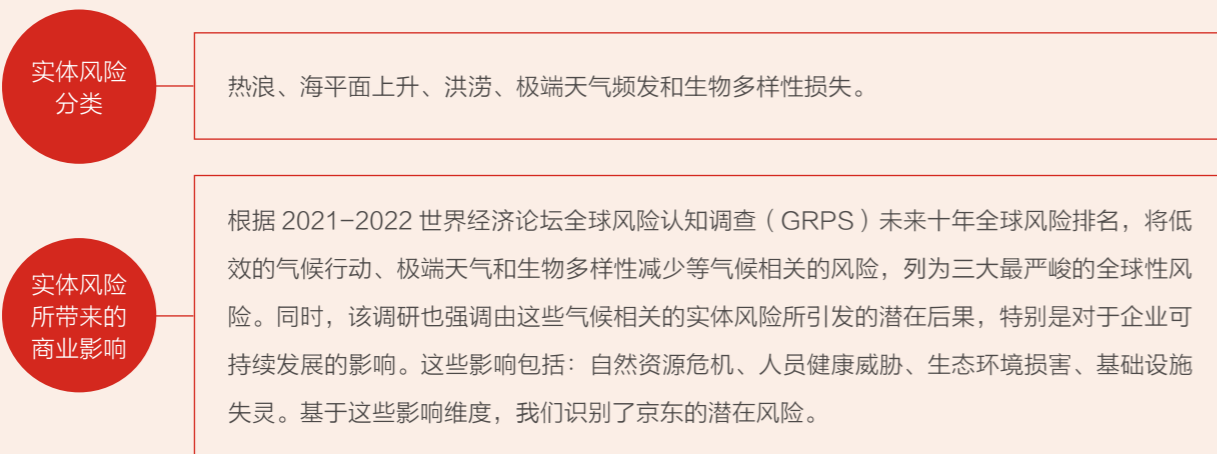 实体风险
分类
热浪、海平面上升、洪涝、极端天气频发和生物多样性损失。
实体风险
所带来的
商业影响
根据 2021-2022 世界经济论坛全球风险认知调查（GRPS）未来十年全球风险排名，将低
效的气候行动、极端天气和生物多样性减少等气候相关的风险，列为三大最严峻的全球性风
险。同时，该调研也强调由这些气候相关的实体风险所引发的潜在后果，特别是对于企业可
持续发展的影响。这些影响包括：自然资源危机、人员健康威胁、生态环境损害、基础设施
失灵。基于这些影响维度，我们识别了京东的潜在风险。